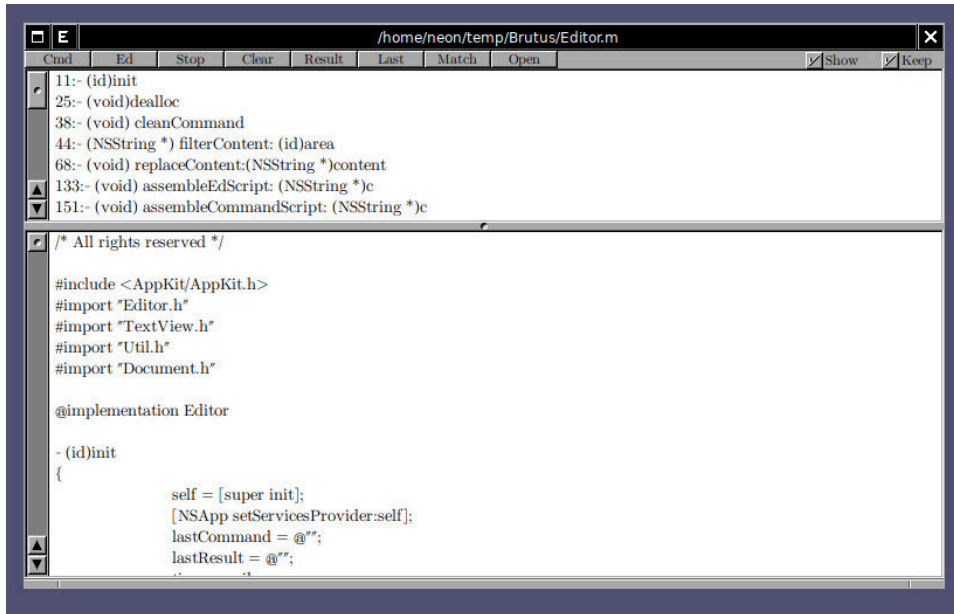 E /home/neon/temp/Brutus/Editor.m
Cmd Ed Stop Clear Result Last Match Open Show Keep
11:- (id)init
25:- (void)dealloc
38:- (void) cleanCommand
44:- (NSString *) filterContent: (id)area
68:- (void) replaceContent:(NSString *)content
133:- (void) assembleEdScript: (NSString *)c
151:- (void) assembleCommandScript: (NSString *)c
/* All rights reserved */
#include <AppKit/AppKit.h>
#import "Editor.h"
#import "TextView.h"
#import "Util.h"
#import "Document.h"
@implementation Editor
- (id)init
{
self = [super init];
[NSApp setServicesProvider:self];
lastCommand = @"";
lastResult = @"";